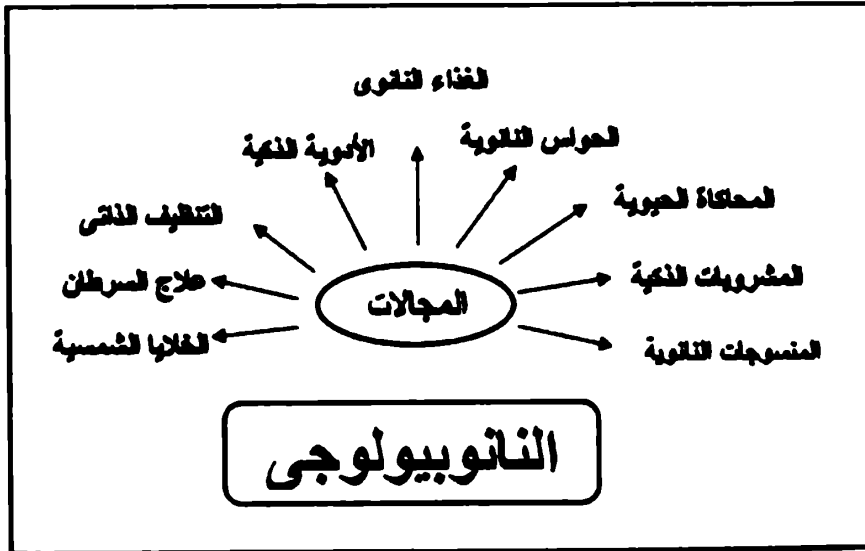 الغذاء النانوى
الحواس النانوية
الأدوية الذكية
المحاكاة الحيوية
التنظيف الذاتى
المشروبات الذكية
علاج السرطان
المنسوجات النانوية
الخلايا الشمسية
المجالات
النانوبيولوجى